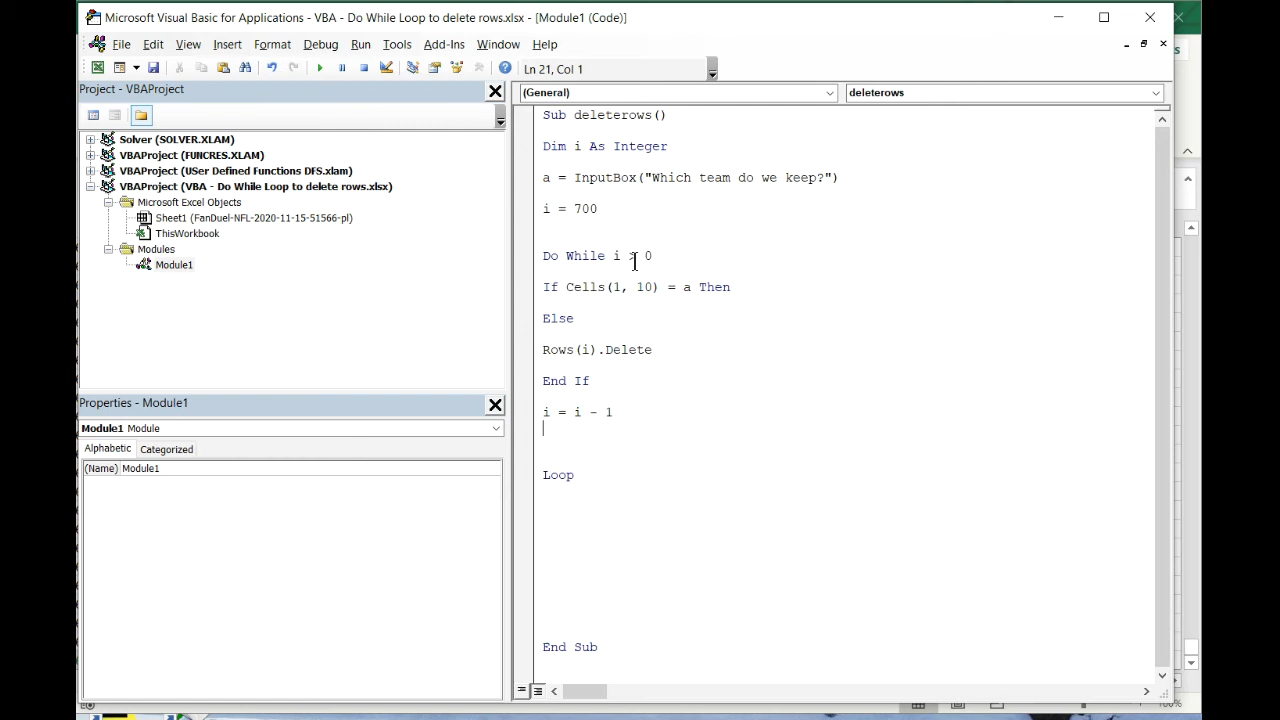 Microsoft Visual Basic for Applications - VBA - Do While Loop to delete rows.xlsx - [Module1 (Code)]
File Edit View Insert Format Debug Run Tools Add-Ins Window Help
Ln 21, Col 1
Project - VBAProject
(General)
deleterows
Solver (SOLVER.XLAM)
VBAProject (FUNCRES.XLAM)
VBAProject (USer Defined Functions DFS.xlam)
VBAProject (VBA - Do While Loop to delete rows.xlsx)
Microsoft Excel Objects
Sheet1 (FanDuel-NFL-2020-11-15-51566-pl)
ThisWorkbook
Modules
Module1
Properties - Module1
Module1 Module
Alphabetic Categorized
(Name) Module1
Sub deleterows()
Dim i As Integer
a = InputBox("Which team do we keep?")
i = 700
Do While i > 0
If Cells(1, 10) = a Then
Else
Rows(i).Delete
End If
i = i - 1
Loop
End Sub